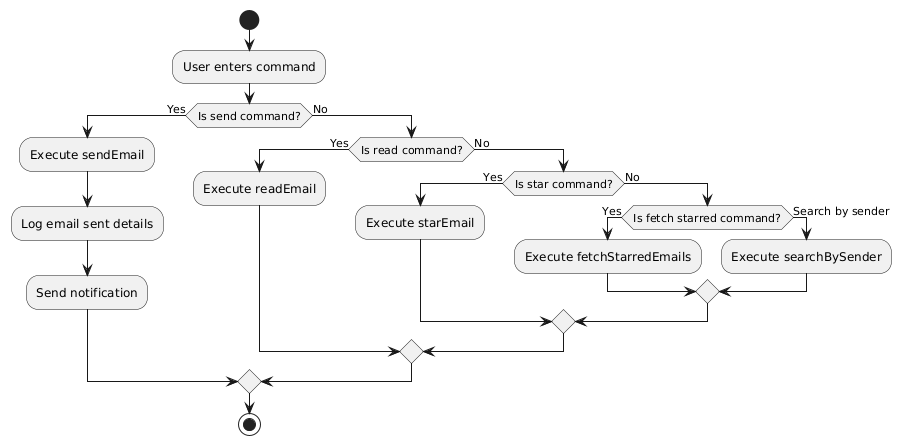 User enters command
Yes
Is send command?
No
Execute sendEmail
Log email sent details
Send notification
Yes
Is read command?
No
Execute readEmail
Yes
Is star command?
No
Execute starEmail
Yes
Is fetch starred command?
Search by sender
Execute fetchStarredEmails
Execute searchBySender